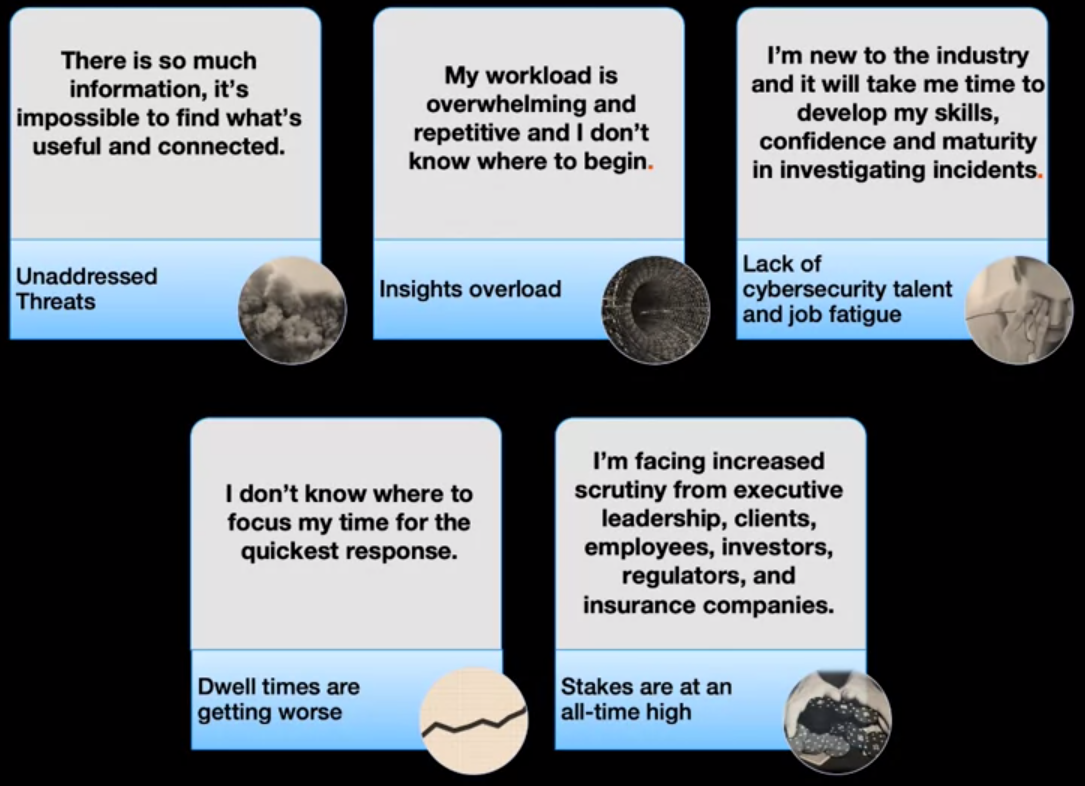 There is so much
information, it's
impossible to find what's
useful and connected.
Unaddressed
Threats
My workload is
overwhelming and
repetitive and I don't
know where to begin.
Insights overload
I'm new to the industry
and it will take me time to
develop my skills,
confidence and maturity
in investigating incidents.
Lack of
cybersecurity talent
and job fatigue
I don't know where to
focus my time for the
quickest response.
Dwell times are
getting worse
I'm facing increased
scrutiny from executive
leadership, clients,
employees, investors,
regulators, and
insurance companies.
Stakes are at an
all-time high